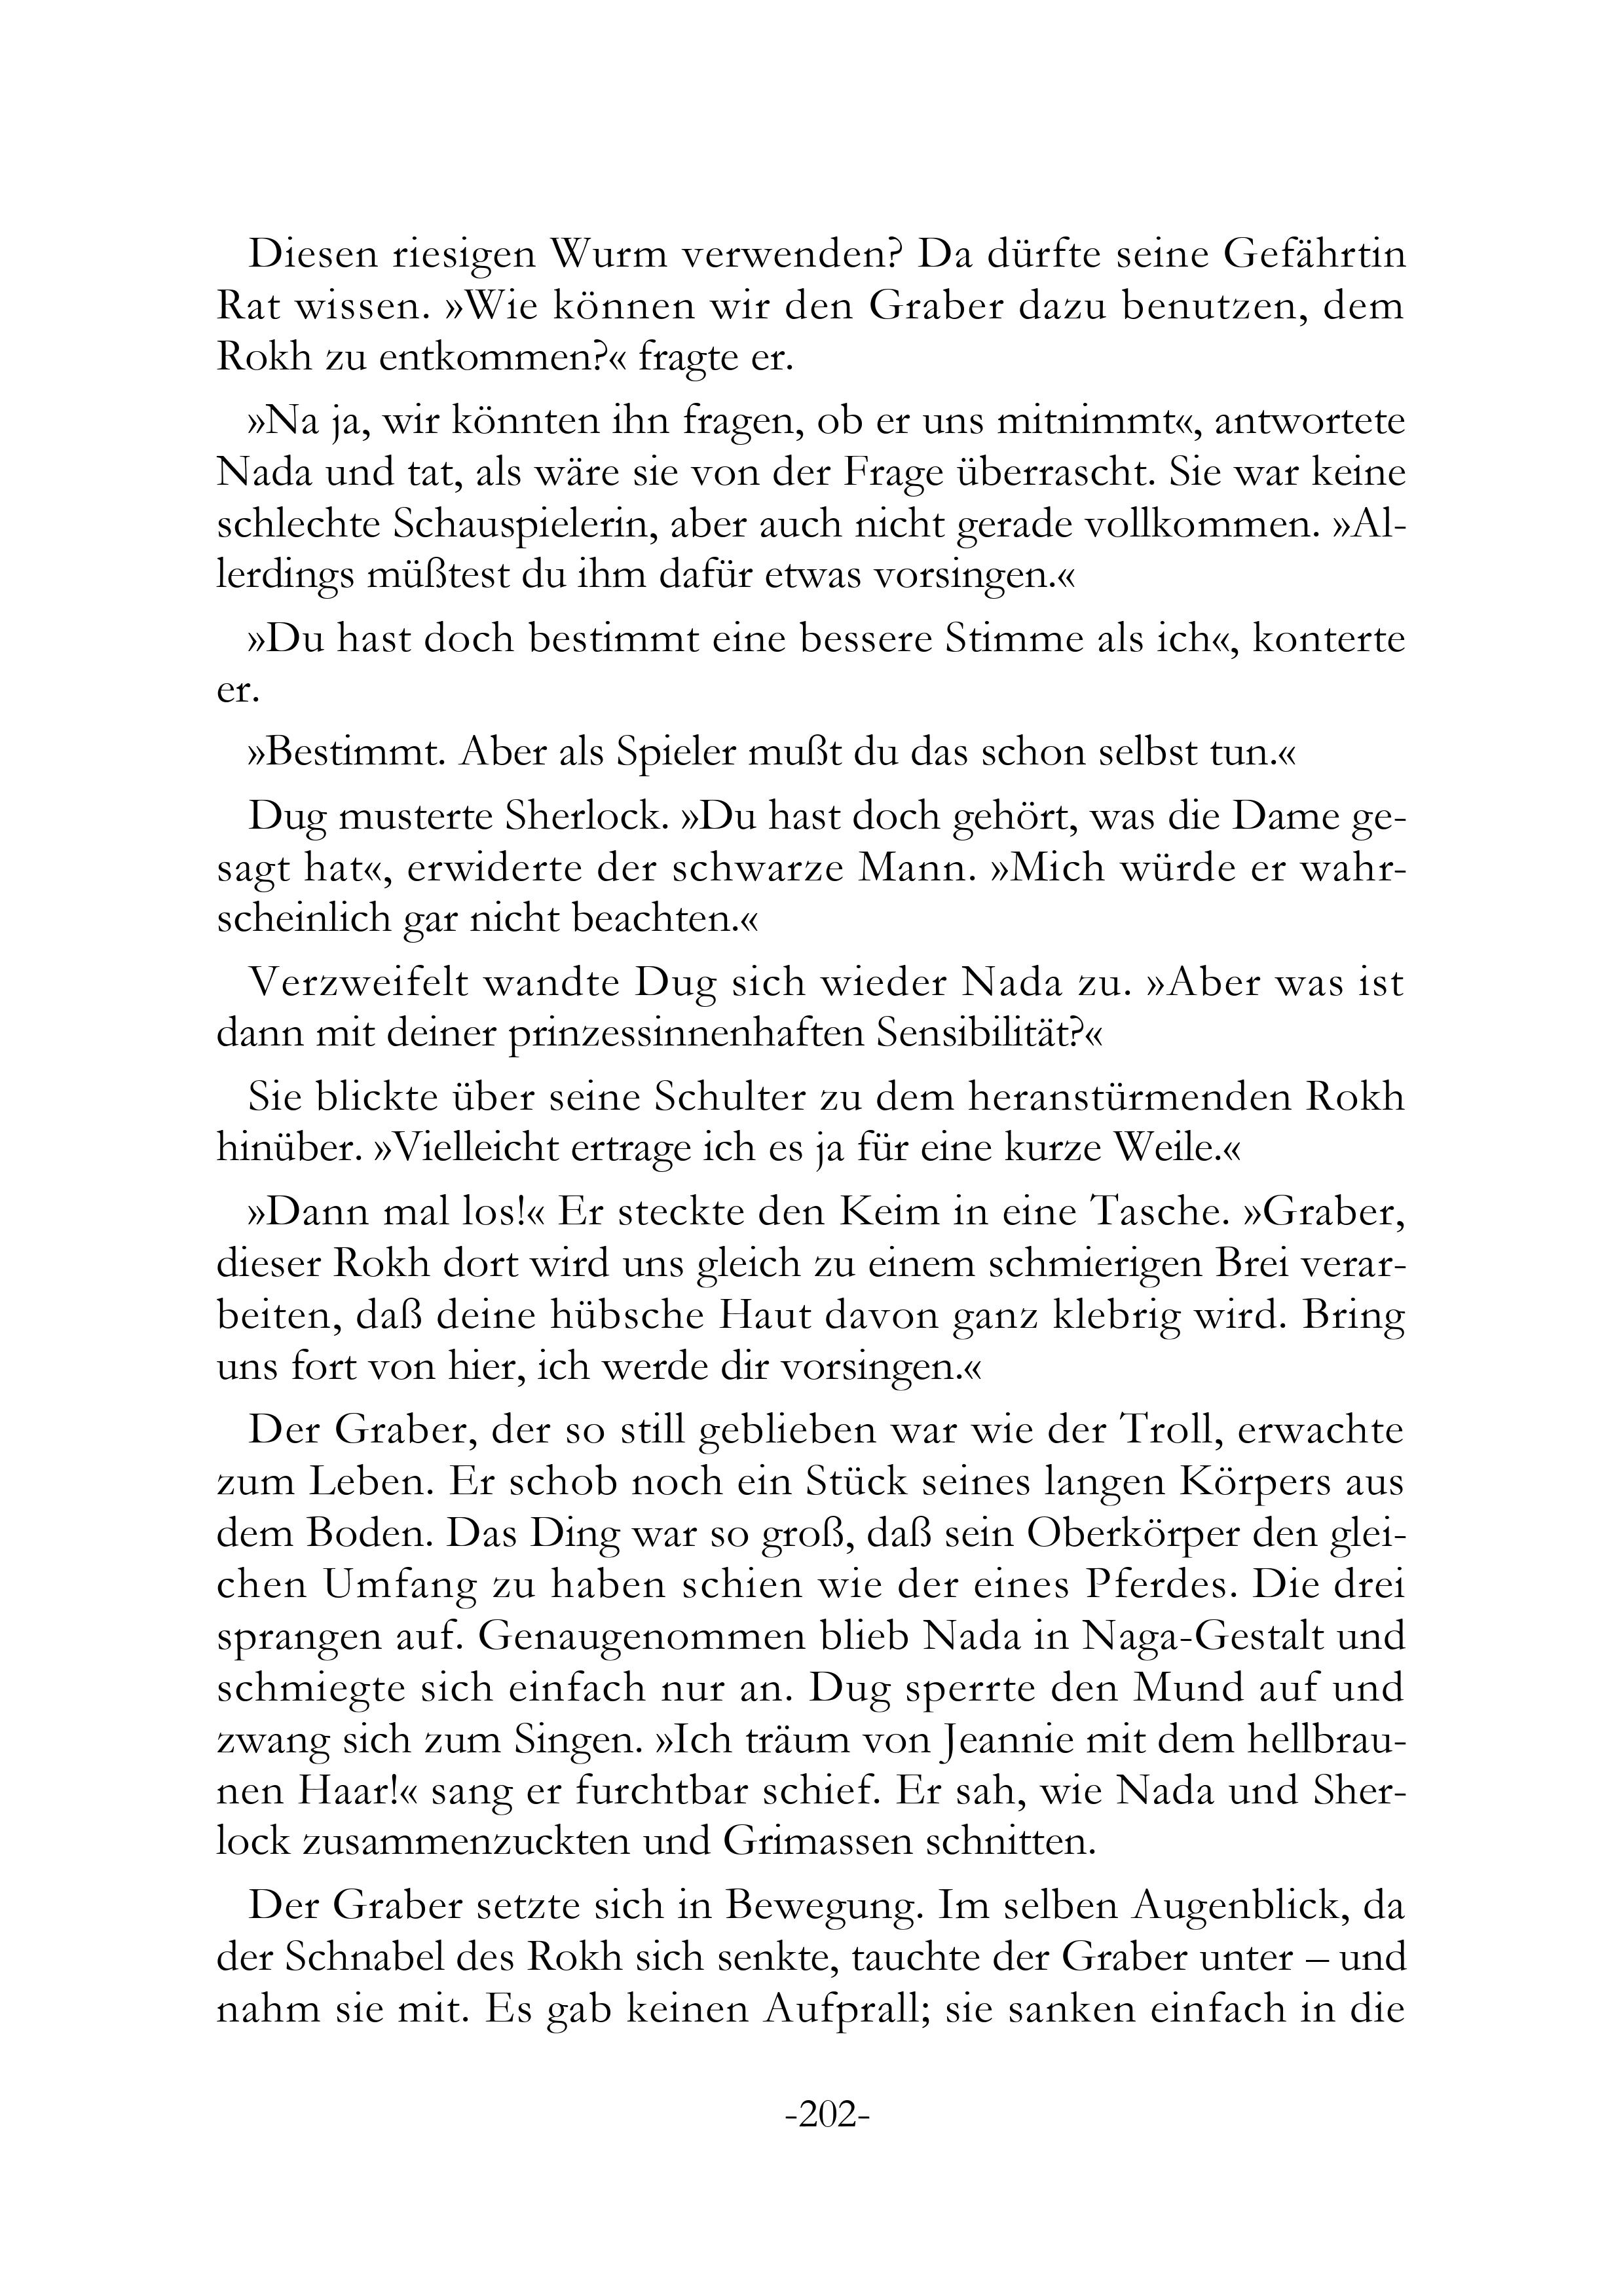 Diesen riesigen Wurm verwenden? Da dürfte seine Gefährtin
Rat wissen. »Wie können wir den Graber dazu benutzen, dem
Rokh zu entkommen?« fragte er.
»Na ja, wir könnten ihn fragen, ob er uns mitnimmt«, antwortete
Nada und tat, als wäre sie von der Frage überrascht. Sie war keine
schlechte Schauspielerin, aber auch nicht gerade vollkommen. »Al-
lerdings müßtest du ihm dafür etwas vorsingen.«
»Du hast doch bestimmt eine bessere Stimme als ich«, konterte
er.
»Bestimmt. Aber als Spieler mußt du das schon selbst tun.«
Dug musterte Sherlock. »Du hast doch gehört, was die Dame ge-
sagt hat«, erwiderte der schwarze Mann. »Mich würde er wahr-
scheinlich gar nicht beachten.«
Verzweifelt wandte Dug sich wieder Nada zu. »Aber was ist
dann mit deiner prinzessinnenhaften Sensibilität?«
Sie blickte über seine Schulter zu dem heranstürmenden Rokh
hinüber. »Vielleicht ertrage ich es ja für eine kurze Weile.«
»Dann mal los!« Er steckte den Keim in eine Tasche. »Graber,
dieser Rokh dort wird uns gleich zu einem schmierigen Brei verar-
beiten, daß deine hübsche Haut davon ganz klebrig wird. Bring
uns fort von hier, ich werde dir vorsingen.«
Der Graber, der so still geblieben war wie der Troll, erwachte
zum Leben. Er schob noch ein Stück seines langen Körpers aus
dem Boden. Das Ding war so groß, daß sein Oberkörper den glei-
chen Umfang zu haben schien wie der eines Pferdes. Die drei
sprangen auf. Genaugenommen blieb Nada in Naga-Gestalt und
schmiegte sich einfach nur an. Dug sperrte den Mund auf und
zwang sich zum Singen. »Ich träum von Jeannie mit dem hellbrau-
nen Haar!« sang er furchtbar schief. Er sah, wie Nada und Sher-
lock zusammenzuckten und Grimassen schnitten.
Der Graber setzte sich in Bewegung. Im selben Augenblick, da
der Schnabel des Rokh sich senkte, tauchte der Graber unter – und
nahm sie mit. Es gab keinen Aufprall; sie sanken einfach in die
-202-